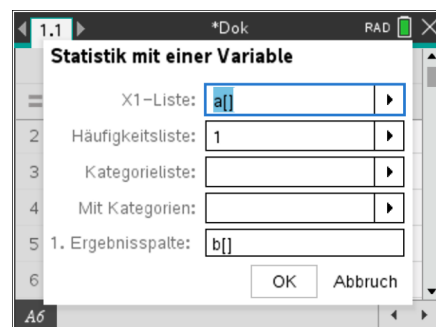 1.1 *Dok RAD
Statistik mit einer Variable
X1-Liste: a[]
Häufigkeitsliste: 1
Kategorieliste:
Mit Kategorien:
1. Ergebnisspalte: b[]
OK Abbruch
=
2
3
4
5
6
A6